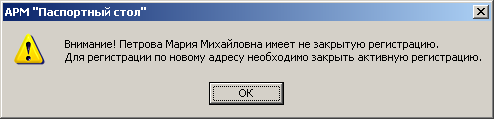 АРМ "Паспортный стол"
Внимание! Петрова Мария Михайловна имеет не закрытую регистрацию.
Для регистрации по новому адресу необходимо закрыть активную регистрацию.
ОК